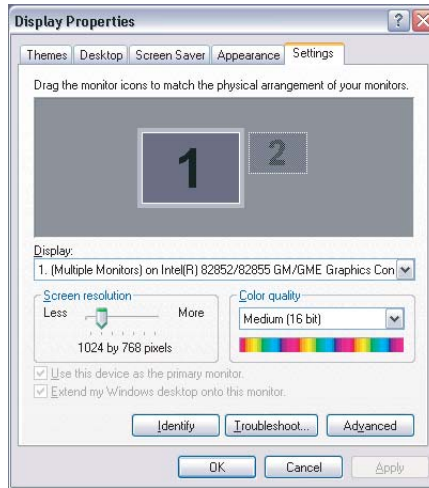 Display Properties
Themes Desktop Screen Saver Appearance Settings
Drag the monitor icons to match the physical arrangement of your monitors.
1 2
Display:
1. (Multiple Monitors) on Intel(R) 82852/82855 GM/GME Graphics Con
Screen resolution Color quality
Less More Medium (16 bit)
1024 by 768 pixels
Use this device as the primary monitor.
Extend my Windows desktop onto this monitor.
Identify Troubleshoot... Advanced
OK Cancel Apply